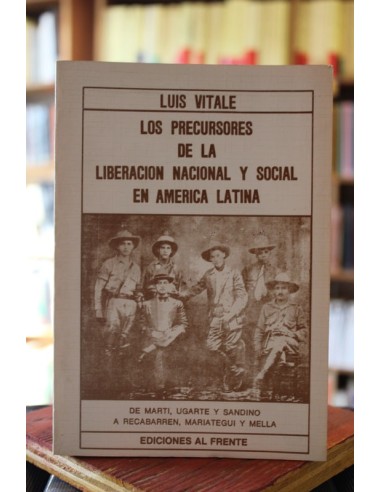 LUIS VITALE
LOS PRECURSORES
DE LA
LIBERACION NACIONAL Y SOCIAL
EN AMERICA LATINA
DE MARTI, UGARTE Y SANDINO
A RECABARREN, MARIATEGUI Y MELLA
EDICIONES AL FRENTE